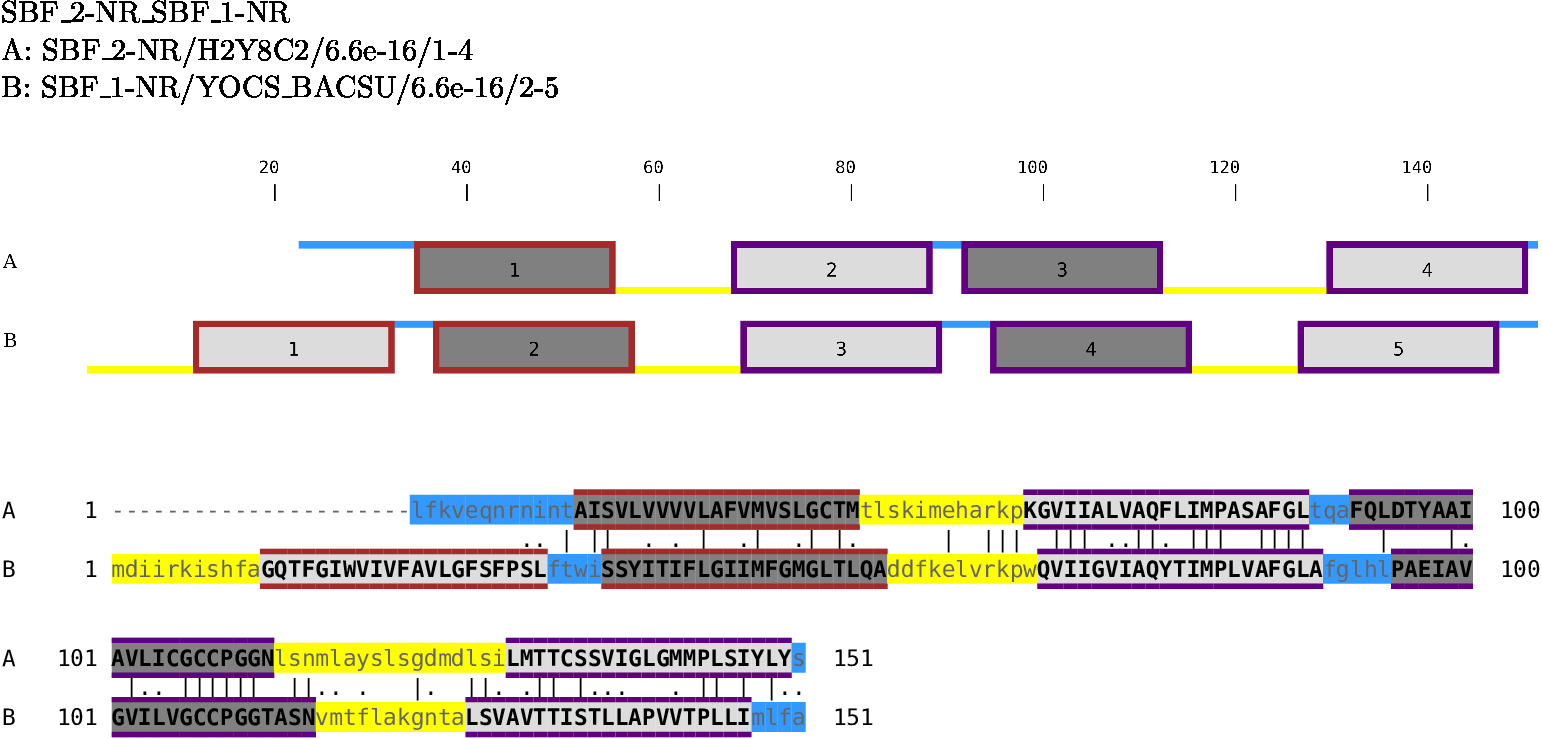 SBF_2-NR_SBF_1-NR
A: SBF_2-NR/H2Y8C2/6.6e-16/1-4
B: SBF_1-NR/YOCS_BACSU/6.6e-16/2-5
20 40 60 80 100 120 140
A 1 2 3 4
B 1 2 3 4 5
A 1 ----------------------lfkveqnrnintAISVLVVVVLAFVMVSLGCTMtlskimeharkpKGVIIALVAQFLIMPASAFGLtqaFQLDTYAAI 100
B 1 mdiirkishfaGQTFGIWVIVFAVLGFSFPSLftwiSSYITIFLGIIMFGMGLTLQAddfkelvrkpwQVIIGVIAQYTIMPLVAFGLAfglhlPAEIAV 100
A 101 AVLICGCCPGGNlsnmlayslsgdmdlsiLMTTCSSVIGLGMMPLSIYLYs 151
B 101 GVILVGCCPGGTASNvmtflakgntaLSVAVTTISTLLAPVVTPLLImlfa 151